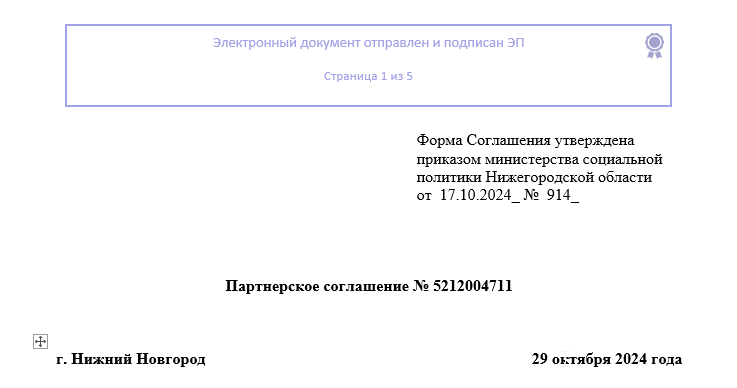 Электронный документ отправлен и подписан ЭП
Страница 1 из 5
Форма Соглашения утверждена
приказом министерства социальной
политики Нижегородской области
от 17.10.2024_ № 914_
Партнерское соглашение № 5212004711
г. Нижний Новгород 29 октября 2024 года